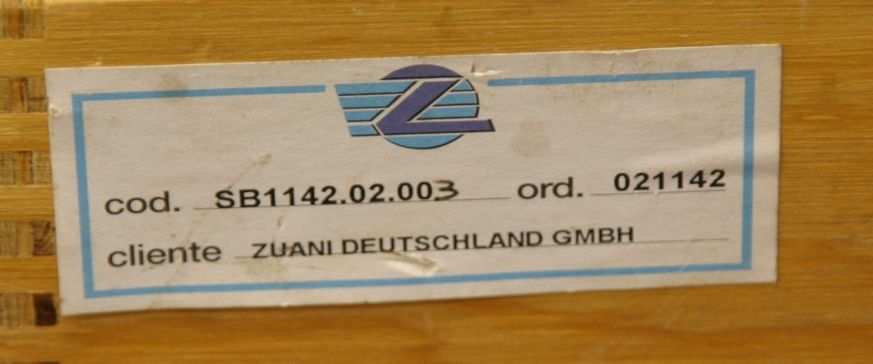 cod. SB1142.02.003 ord. 021142
cliente ZUANI DEUTSCHLAND GMBH